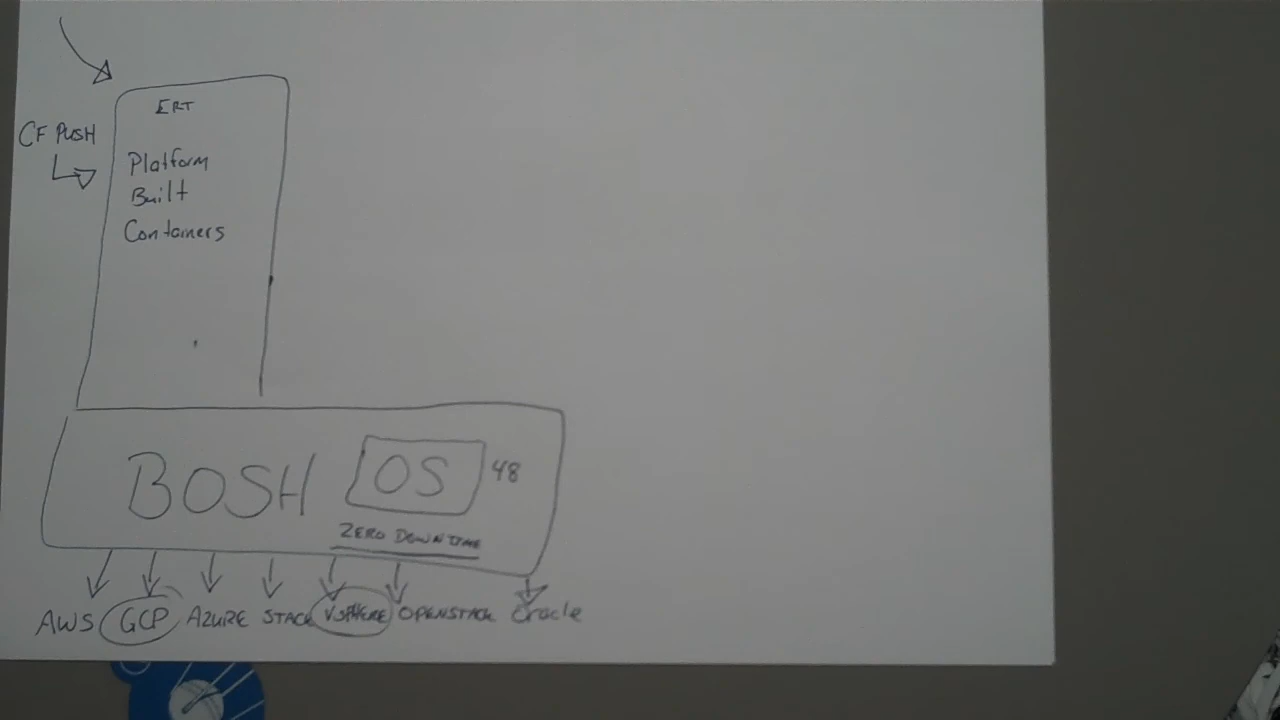 ERT
CF PUSH
Platform
Built
Containers
BOSH OS 48
ZERO DOWNTIME
AWS GCP AZURE STACK VSPHERE OPENSTACK Oracle